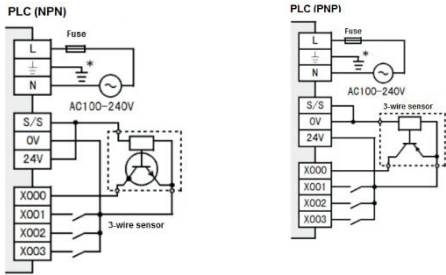 PLC (NPN)
Fuse
L
*
N
AC100-240V
S/S
0V
24V
X000
X001
X002
X003
3-wire sensor
PLC (PNP)
Fuse
L
*
N
AC100-240V
3-wire sensor
S/S
0V
24V
X000
X001
X002
X003